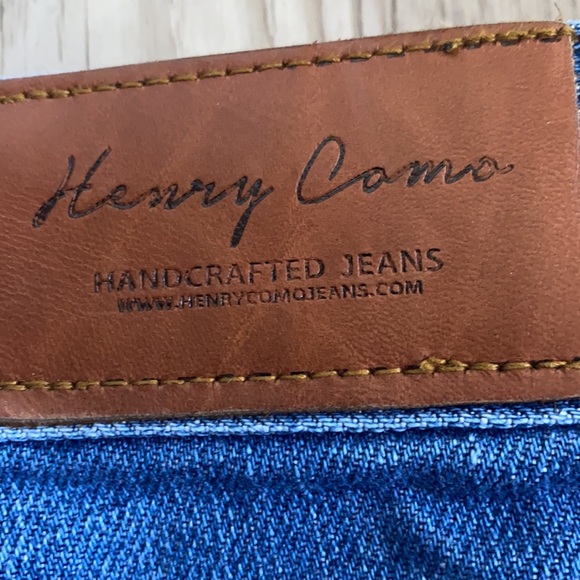 Henry Como
HANDCRAFTED JEANS
WWW.HENRYCOMOJEANS.COM